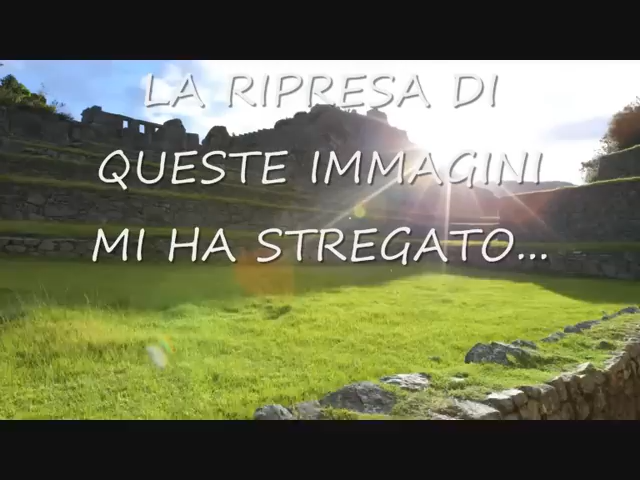 LA RIPRESA DI
QUESTE IMMAGINI
MI HA STREGATO...